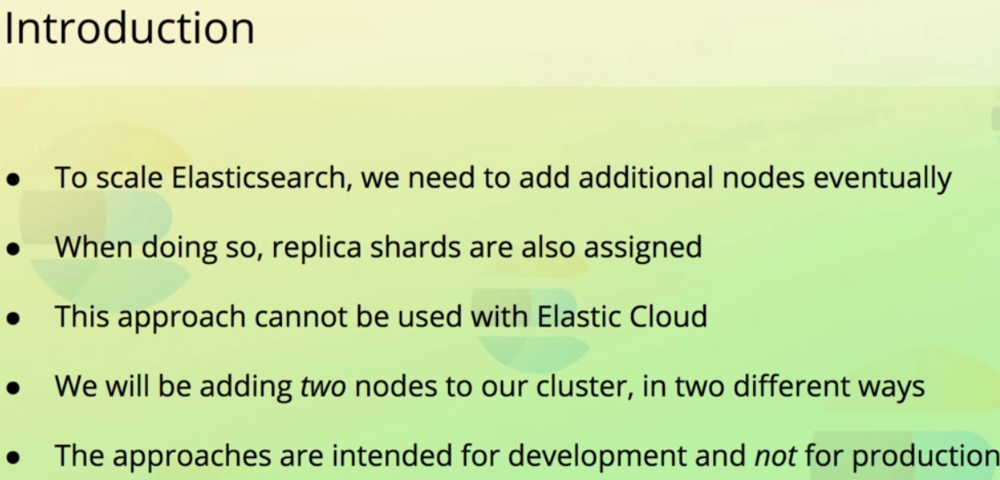 Introduction
● To scale Elasticsearch, we need to add additional nodes eventually
● When doing so, replica shards are also assigned
● This approach cannot be used with Elastic Cloud
● We will be adding two nodes to our cluster, in two different ways
● The approaches are intended for development and not for production